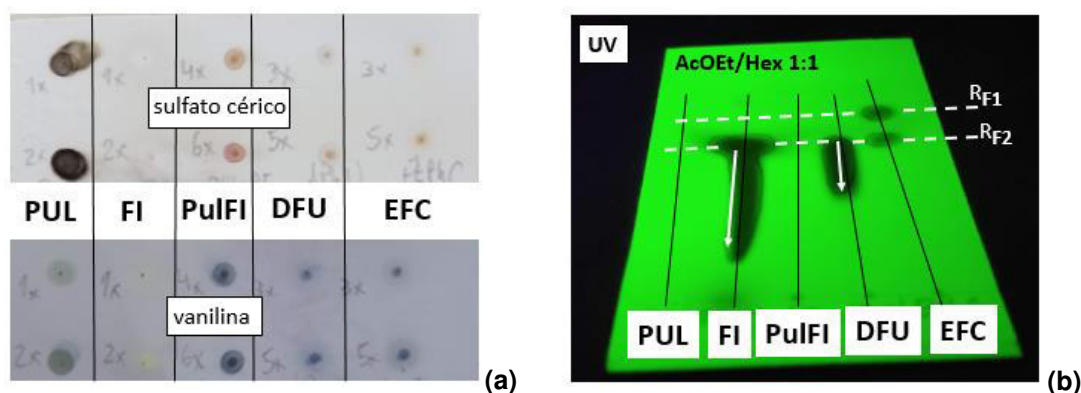 1x 1x 4x 3x 3x
sulfato cérico
2x 2x 6x 5x 5x
PUL FI PulFI DFU EFC
1x 1x 4x 3x 3x
vanilina
2x 2x 6x 5x 5x
(a)
UV
AcOEt/Hex 1:1
RF1
RF2
PUL FI PulFI DFU EFC
(b)